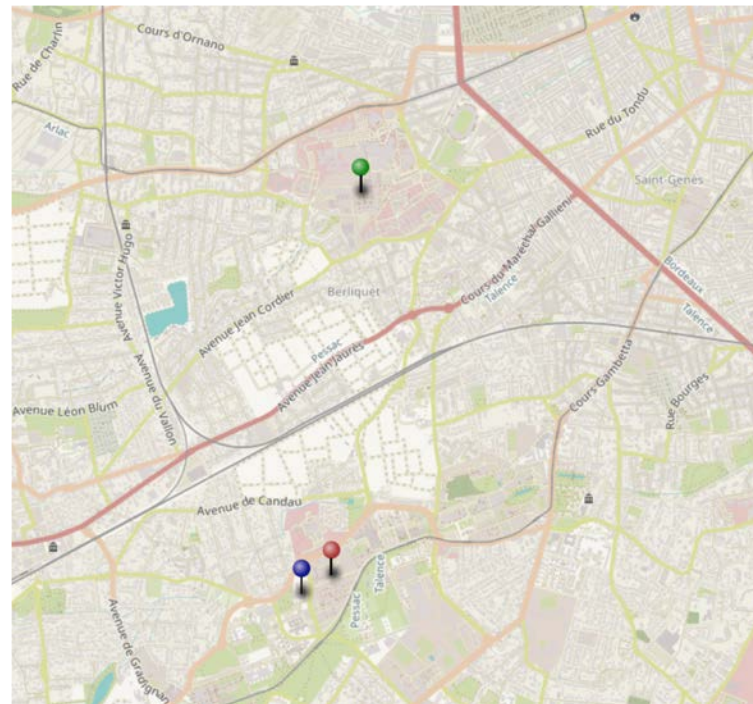 Cours d'Ornano
Rue de Charlin
Arlac
Rue du Tondu
Saint-Genès
Avenue Victor Hugo
Cours du Maréchal Gallieni
Talence
Bordeaux
Talence
Berliquet
Avenue Jean Cordier
Pessac
Avenue Jean Jaurès
Avenue du Vallon
Cours Gambetta
Rue Bourges
Avenue Léon Blum
Avenue de Candau
Talence
Pessac
Avenue de Gradignan